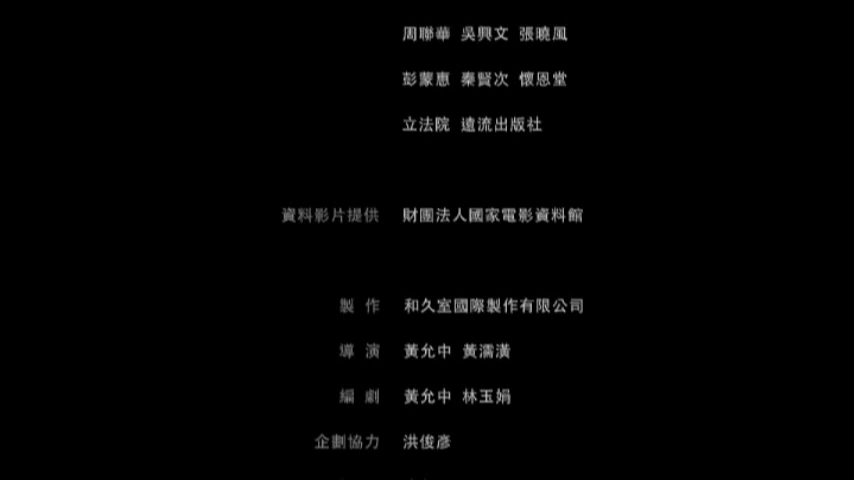 周聯華 吳興文 張曉風
彭蒙惠 秦賢次 懷恩堂
立法院 遠流出版社
資料影片提供 財團法人國家電影資料館
製作 和久室國際製作有限公司
導演 黃允中 黃濡潢
編劇 黃允中 林玉娟
企劃協力 洪俊彥